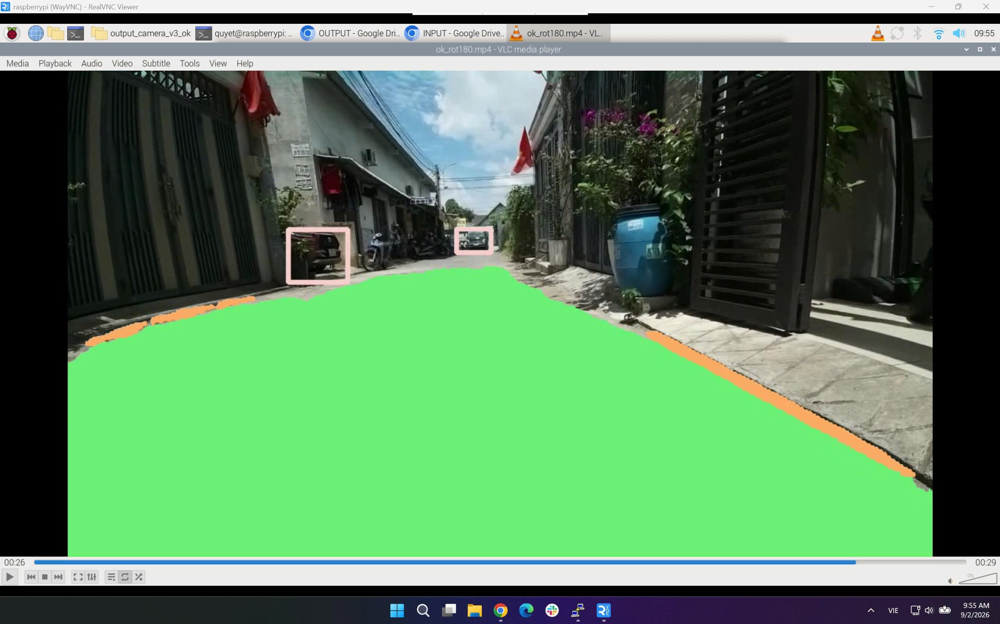 raspberrypi (WayVNC) - RealVNC Viewer
output_camera_v3_ok
quyet@raspberrypi: ..
OUTPUT - Google Dri..
INPUT - Google Drive..
ok_rot180.mp4 - VL..
09:55
ok_rot180.mp4 - VLC media player
Media Playback Audio Video Subtitle Tools View Help
00:26
00:29
0%
VIE
9:55 AM
9/2/2026